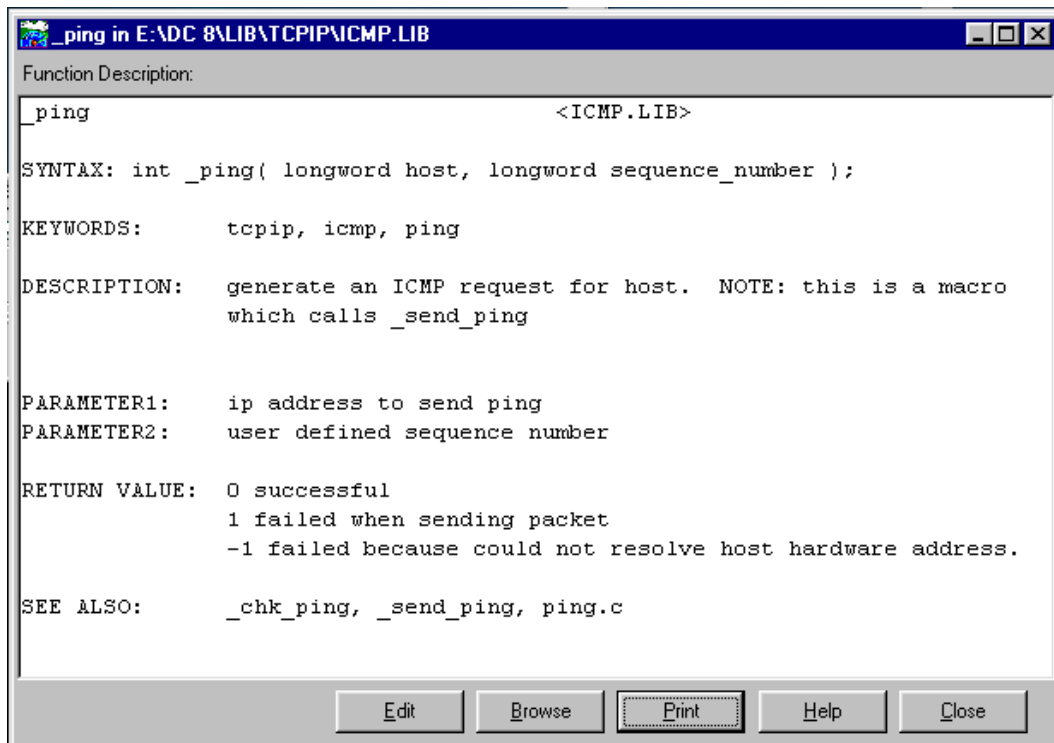 _ping in E:\DC 8\LIB\TCPIP\ICMP.LIB
Function Description:
_ping <ICMP.LIB>
SYNTAX: int _ping( longword host, longword sequence_number );
KEYWORDS: tcpip, icmp, ping
DESCRIPTION: generate an ICMP request for host. NOTE: this is a macro
which calls _send_ping
PARAMETER1: ip address to send ping
PARAMETER2: user defined sequence number
RETURN VALUE: 0 successful
1 failed when sending packet
-1 failed because could not resolve host hardware address.
SEE ALSO: _chk_ping, _send_ping, ping.c
Edit Browse Print Help Close